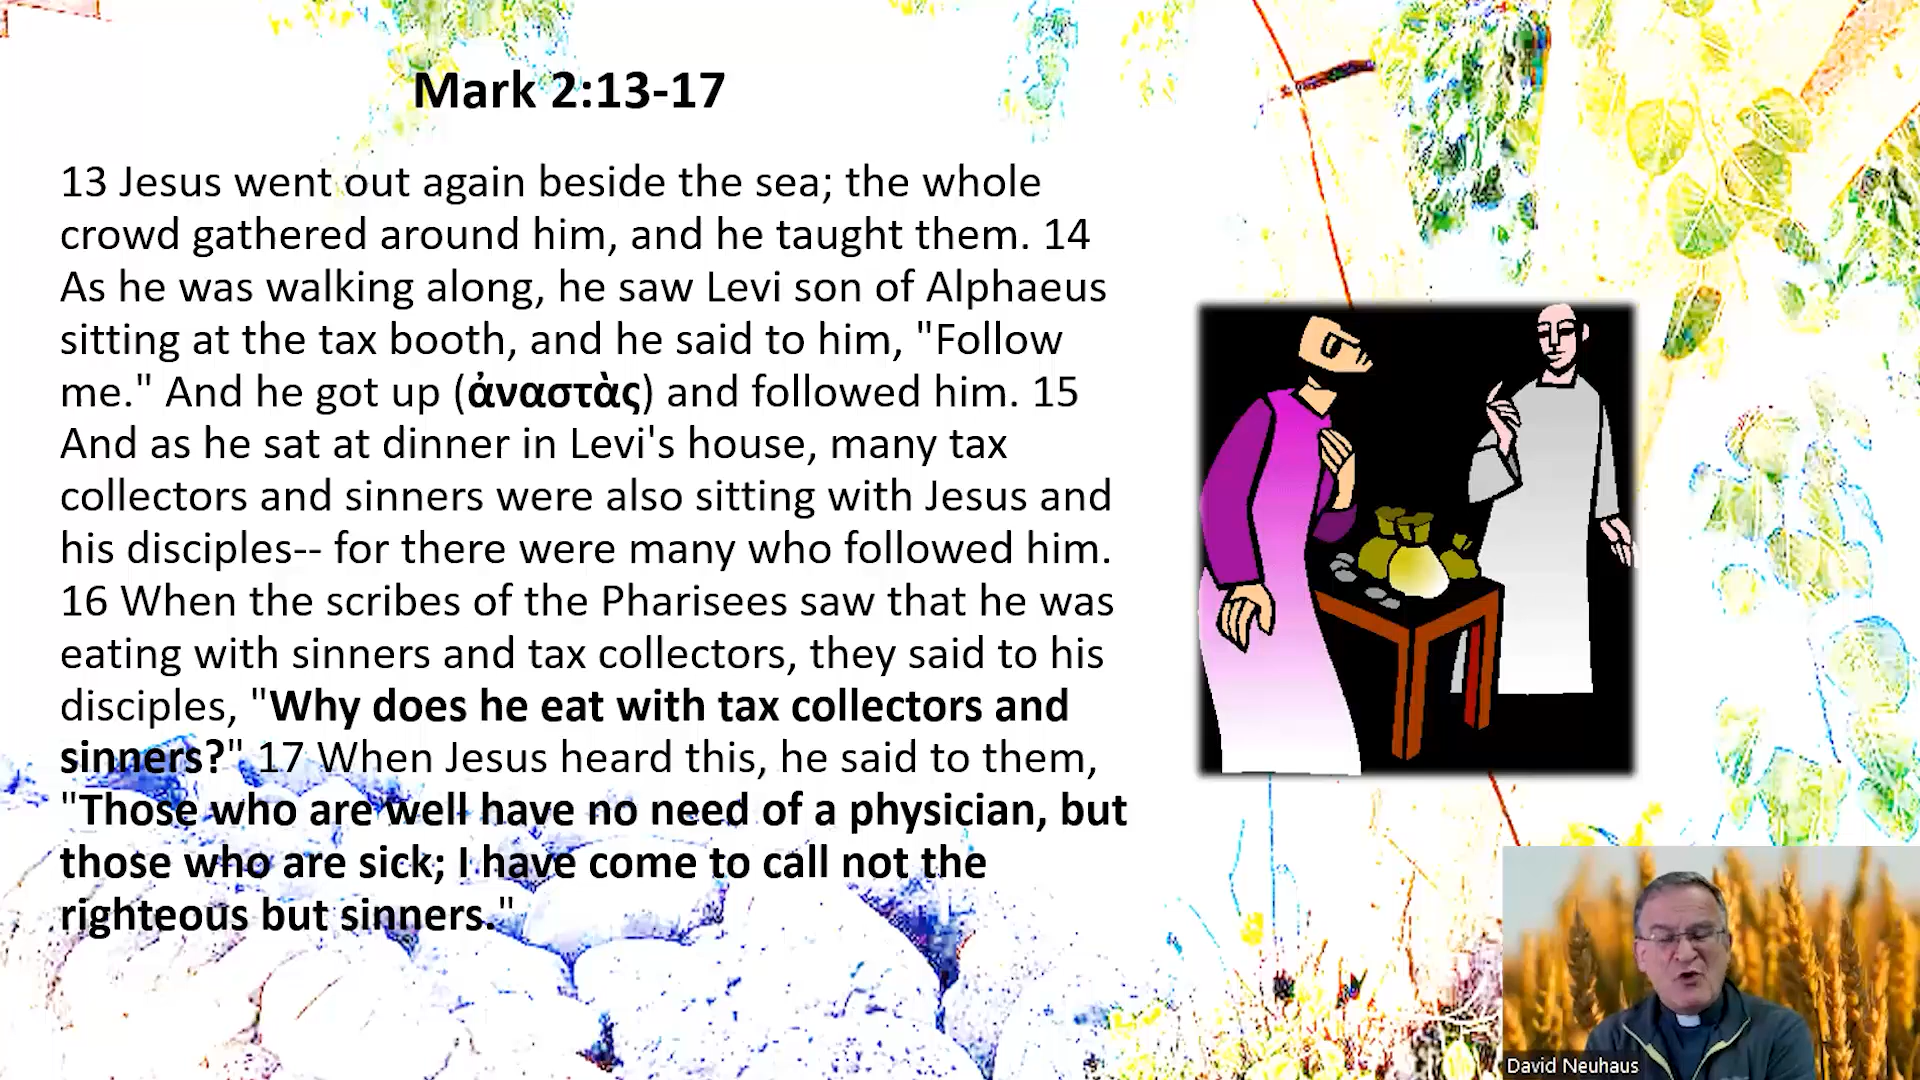 Mark 2:13-17
13 Jesus went out again beside the sea; the whole
crowd gathered around him, and he taught them. 14
As he was walking along, he saw Levi son of Alphaeus
sitting at the tax booth, and he said to him, "Follow
me." And he got up (ἀναστὰς) and followed him. 15
And as he sat at dinner in Levi's house, many tax
collectors and sinners were also sitting with Jesus and
his disciples-- for there were many who followed him.
16 When the scribes of the Pharisees saw that he was
eating with sinners and tax collectors, they said to his
disciples, "Why does he eat with tax collectors and
sinners?" 17 When Jesus heard this, he said to them,
"Those who are well have no need of a physician, but
those who are sick; I have come to call not the
righteous but sinners."
David Neuhaus